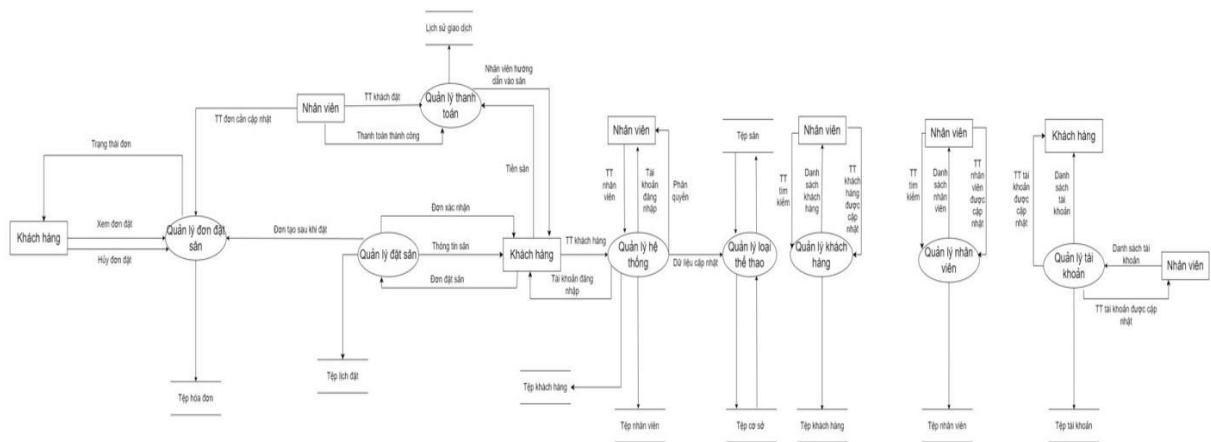 Lịch sử giao dịch
Nhân viên hướng
dẫn vào sân
Nhân viên
TT khách đặt
Quản lý thanh
toán
TT đơn cần cập nhật
Thanh toán thành công
Trạng thái đơn
Tiền sân
Khách hàng
Xem đơn đặt
Hủy đơn đặt
Quản lý đơn đặt
sân
Đơn tạo sau khi đặt
Quản lý đặt sân
Đơn xác nhận
Thông tin sân
Đơn đặt sân
Khách hàng
TT khách hàng
Tài khoản đăng
nhập
Nhân viên
TT
nhân
viên
Tài
khoản
đăng
nhập
Phân
quyền
Quản lý hệ
thống
Dữ liệu cập nhật
Tệp sân
Quản lý loại
thể thao
Nhân viên
TT
tìm
kiếm
Danh
sách
khách
hàng
TT
khách
hàng
được
cập
nhật
Quản lý khách
hàng
Nhân viên
TT
tìm
kiếm
Danh
sách
nhân
viên
TT
nhân
viên
được
cập
nhật
Quản lý nhân
viên
Khách hàng
TT tài
khoản
được
cập
nhật
Danh
sách
tài
khoản
Quản lý tài
khoản
Danh sách tài
khoản
Nhân viên
TT tài khoản được cập
nhật
Tệp hóa đơn
Tệp lịch đặt
Tệp khách hàng
Tệp nhân viên
Tệp cơ sở
Tệp khách hàng
Tệp nhân viên
Tệp tài khoản